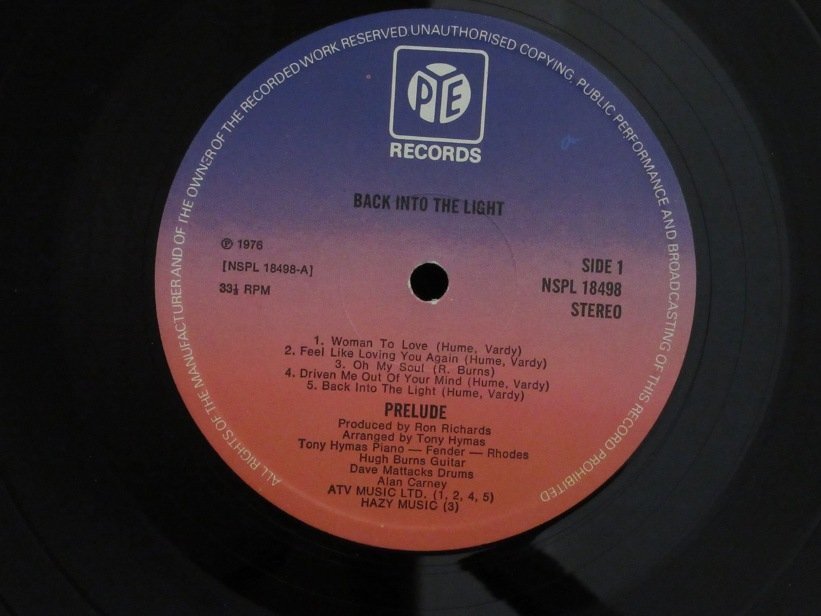 ALL RIGHTS OF THE MANUFACTURER AND OF THE OWNER OF THE RECORDED WORK RESERVED UNAUTHORISED COPYING, PUBLIC PERFORMANCE AND BROADCASTING OF THIS RECORD PROHIBITED
PYE
RECORDS
BACK INTO THE LIGHT
℗ 1976
[NSPL 18498-A]
33⅓ RPM
SIDE 1
NSPL 18498
STEREO
1. Woman To Love (Hume, Vardy)
2. Feel Like Loving You Again (Hume, Vardy)
3. Oh My Soul (R. Burns)
4. Driven Me Out Of Your Mind (Hume, Vardy)
5. Back Into The Light (Hume, Vardy)
PRELUDE
Produced by Ron Richards
Arranged by Tony Hymas
Tony Hymas Piano — Fender — Rhodes
Hugh Burns Guitar
Dave Mattacks Drums
Alan Carney
ATV MUSIC LTD. (1, 2, 4, 5)
HAZY MUSIC (3)